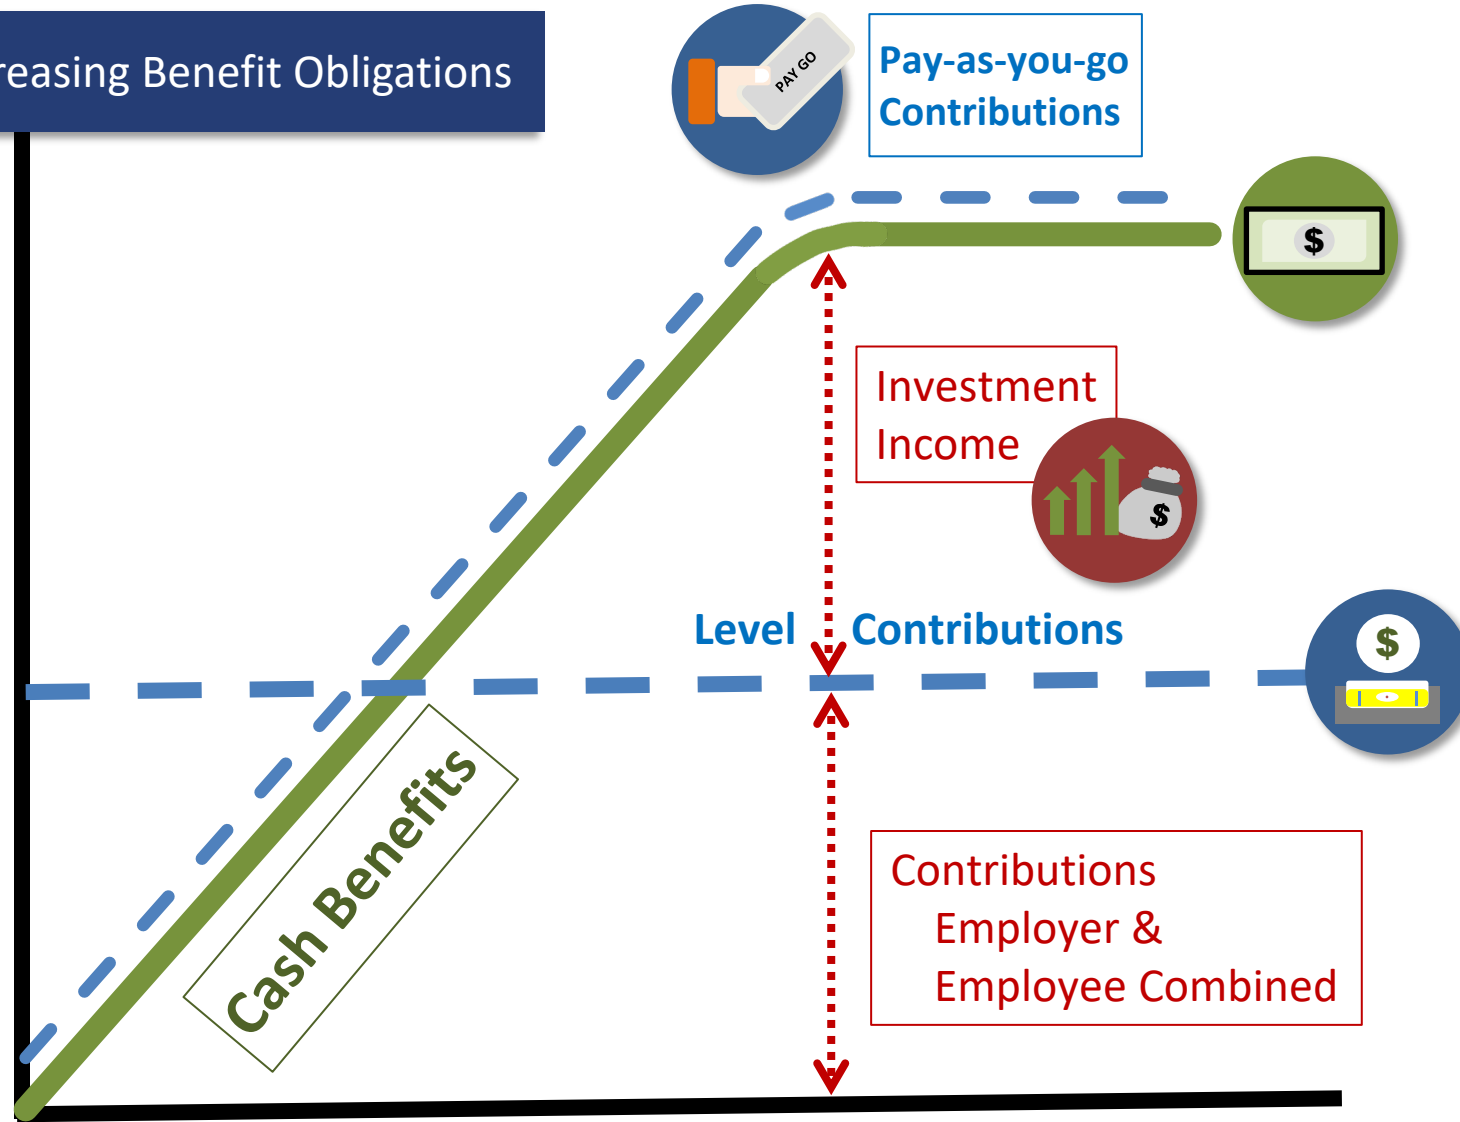 reasing Benefit Obligations
PAY GO
Pay-as-you-go
Contributions
$
Investment
Income
$
Level Contributions
$
Cash Benefits
Contributions
Employer &
Employee Combined